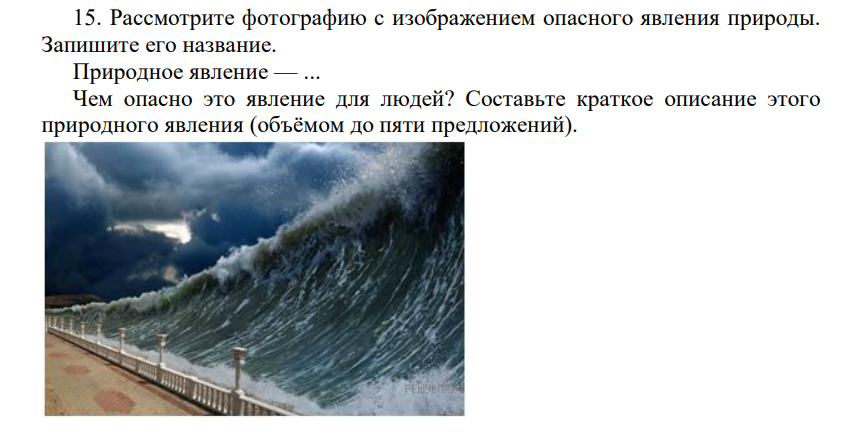 15. Рассмотрите фотографию с изображением опасного явления природы.
Запишите его название.
Природное явление — ...
Чем опасно это явление для людей? Составьте краткое описание этого
природного явления (объёмом до пяти предложений).